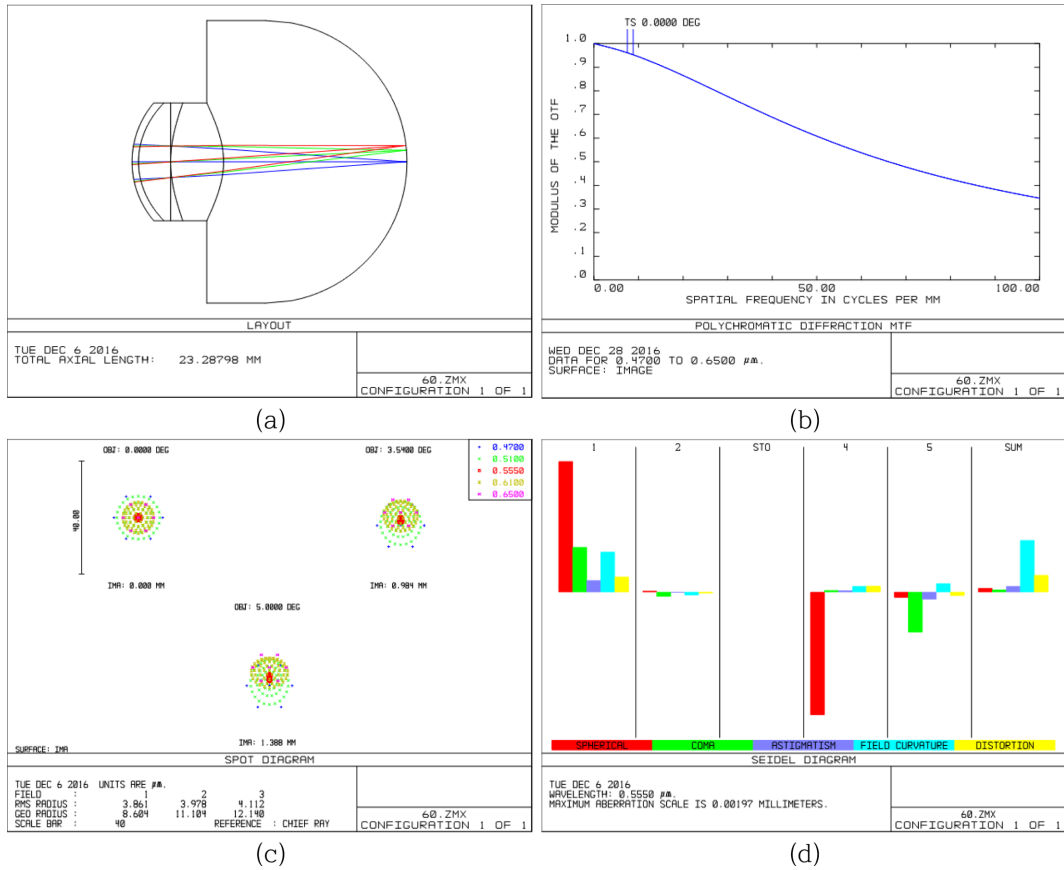 LAYOUT
TUE DEC 6 2016
TOTAL AXIAL LENGTH: 23.28798 MM
60.ZMX
CONFIGURATION 1 OF 1
(a)
TS 0.0000 DEG
1.0
.9
.8
.7
.6
.5
.4
.3
.2
.1
.0
MODULUS OF THE OTF
0.00 50.00 100.00
SPATIAL FREQUENCY IN CYCLES PER MM
POLYCHROMATIC DIFFRACTION MTF
WED DEC 28 2016
DATA FOR 0.4700 TO 0.6500 µm.
SURFACE: IMAGE
60.ZMX
CONFIGURATION 1 OF 1
(b)
OBJ: 0.0000 DEG
OBJ: 3.5400 DEG
0.4700
0.5100
0.5550
0.6100
0.6500
40.00
IMA: 0.000 MM
IMA: 0.984 MM
OBJ: 5.0000 DEG
IMA: 1.388 MM
SURFACE: IMA
SPOT DIAGRAM
TUE DEC 6 2016 UNITS ARE µm.
FIELD : 1 2 3
RMS RADIUS : 3.861 3.978 4.112
GEO RADIUS : 8.604 11.104 12.140
SCALE BAR : 40 REFERENCE : CHIEF RAY
60.ZMX
CONFIGURATION 1 OF 1
(c)
1 2 STO 4 5 SUM
SPHERICAL COMA ASTIGMATISM FIELD CURVATURE DISTORTION
SEIDEL DIAGRAM
TUE DEC 6 2016
WAVELENGTH: 0.5550 µm.
MAXIMUM ABERRATION SCALE IS 0.00197 MILLIMETERS.
60.ZMX
CONFIGURATION 1 OF 1
(d)